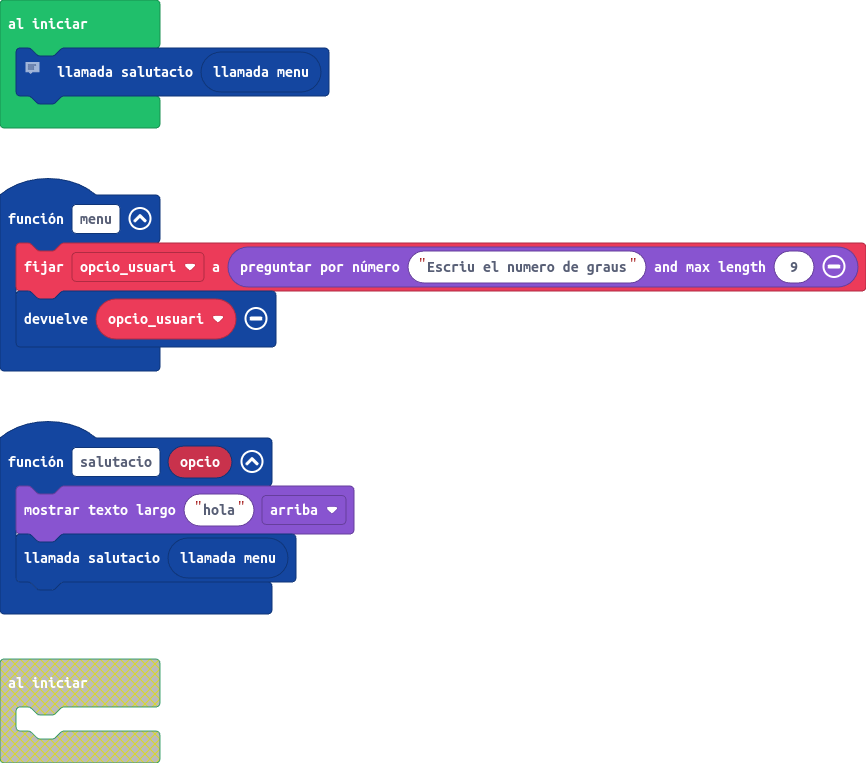 al iniciar
llamada salutacio llamada menu
función menu
fijar opcio_usuari a preguntar por número "Escriu el numero de graus" and max length 9
devuelve opcio_usuari
función salutacio opcio
mostrar texto largo "hola" arriba
llamada salutacio llamada menu
al iniciar